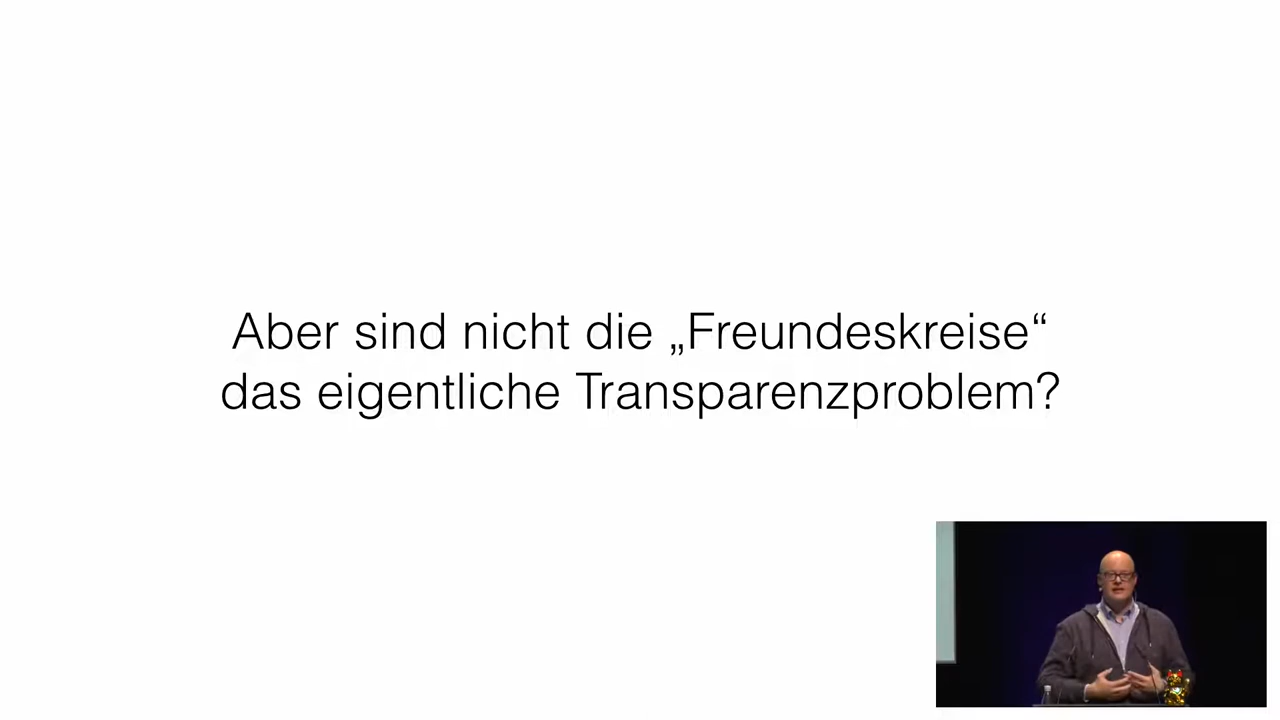 Aber sind nicht die „Freundeskreise“
das eigentliche Transparenzproblem?